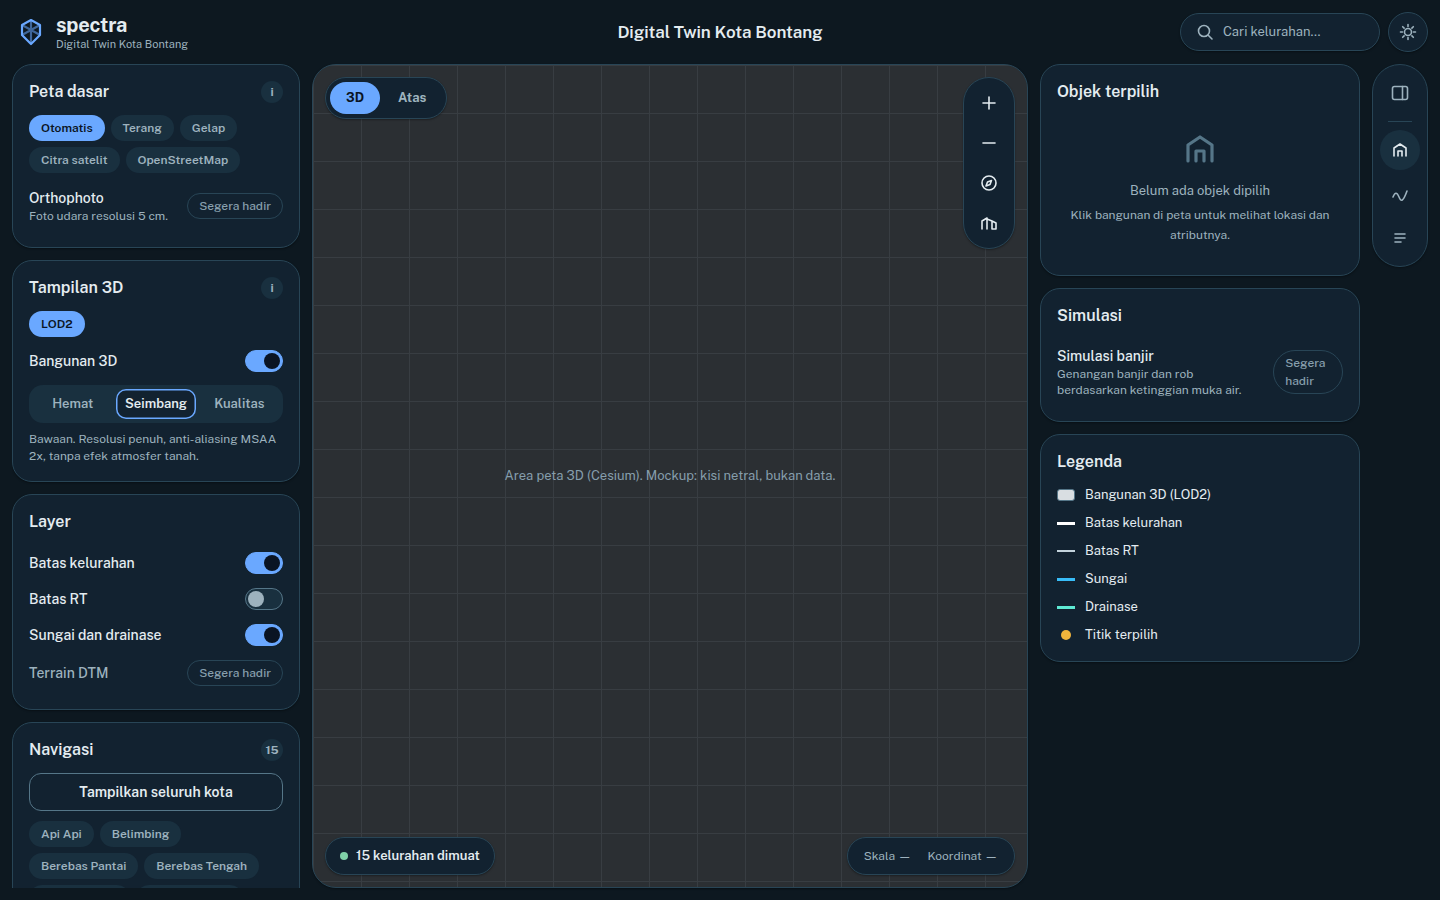 spectra
Digital Twin Kota Bontang
Digital Twin Kota Bontang
Cari kelurahan...
Peta dasar
i
Otomatis
Terang
Gelap
Citra satelit
OpenStreetMap
Orthophoto
Foto udara resolusi 5 cm.
Segera hadir
Tampilan 3D
i
LOD2
Bangunan 3D
Hemat
Seimbang
Kualitas
Bawaan. Resolusi penuh, anti-aliasing MSAA
2x, tanpa efek atmosfer tanah.
Layer
Batas kelurahan
Batas RT
Sungai dan drainase
Terrain DTM
Segera hadir
Navigasi
15
Tampilkan seluruh kota
Api Api
Belimbing
Berebas Pantai
Berebas Tengah
3D
Atas
Area peta 3D (Cesium). Mockup: kisi netral, bukan data.
15 kelurahan dimuat
Skala —
Koordinat —
Objek terpilih
Belum ada objek dipilih
Klik bangunan di peta untuk melihat lokasi dan
atributnya.
Simulasi
Simulasi banjir
Genangan banjir dan rob
berdasarkan ketinggian muka air.
Segera
hadir
Legenda
Bangunan 3D (LOD2)
Batas kelurahan
Batas RT
Sungai
Drainase
Titik terpilih